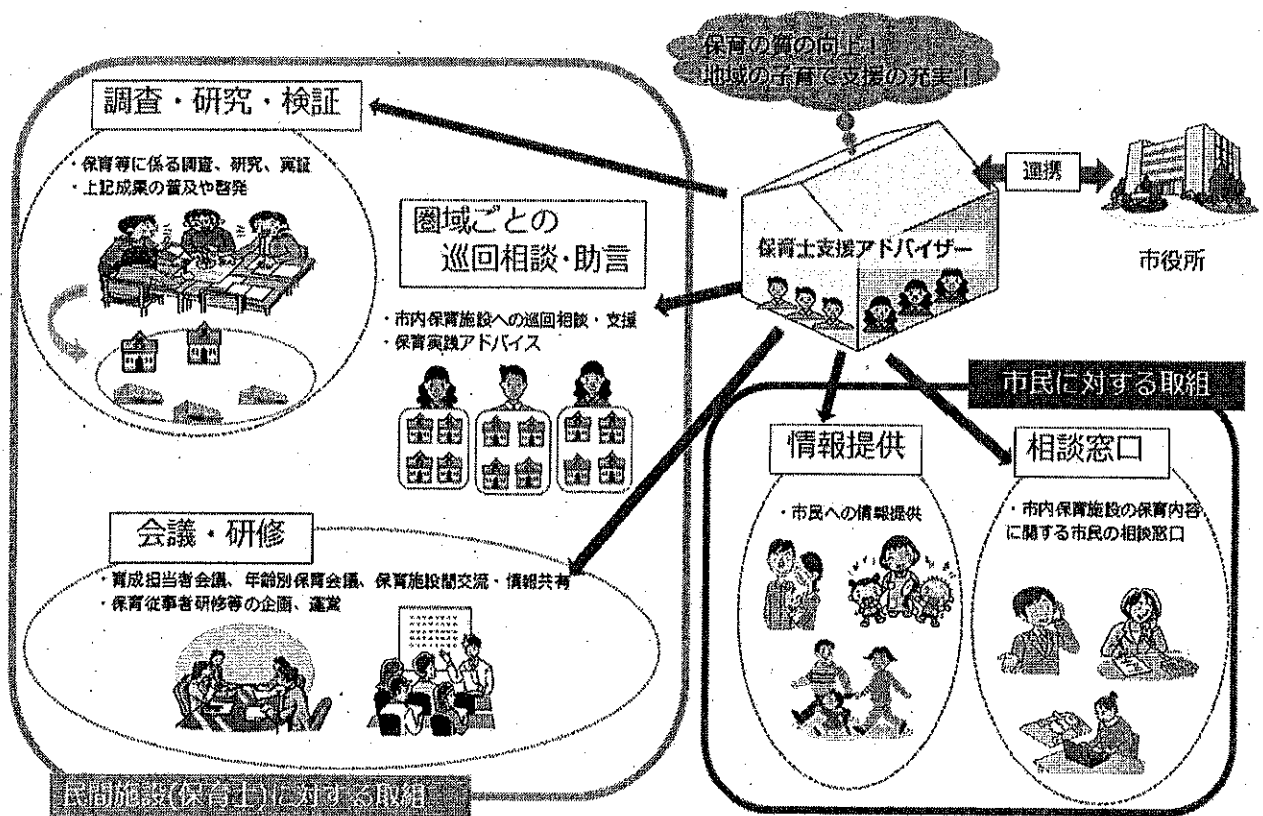 保育の質の向上！
地域の子育て支援の充実！
調査・研究・検証
・保育等に係る調査、研究、実証
・上記成果の普及や啓発
圏域ごとの
巡回相談・助言
・市内保育施設への巡回相談・支援
・保育実践アドバイス
保育士支援アドバイザー
連携
市役所
会議・研修
・育成担当者会議、年齢別保育会議、保育施設間交流・情報共有
・保育従事者研修等の企画、運営
民間施設(保育士)に対する取組
市民に対する取組
情報提供
・市民への情報提供
相談窓口
・市内保育施設の保育内容
に関する市民の相談窓口